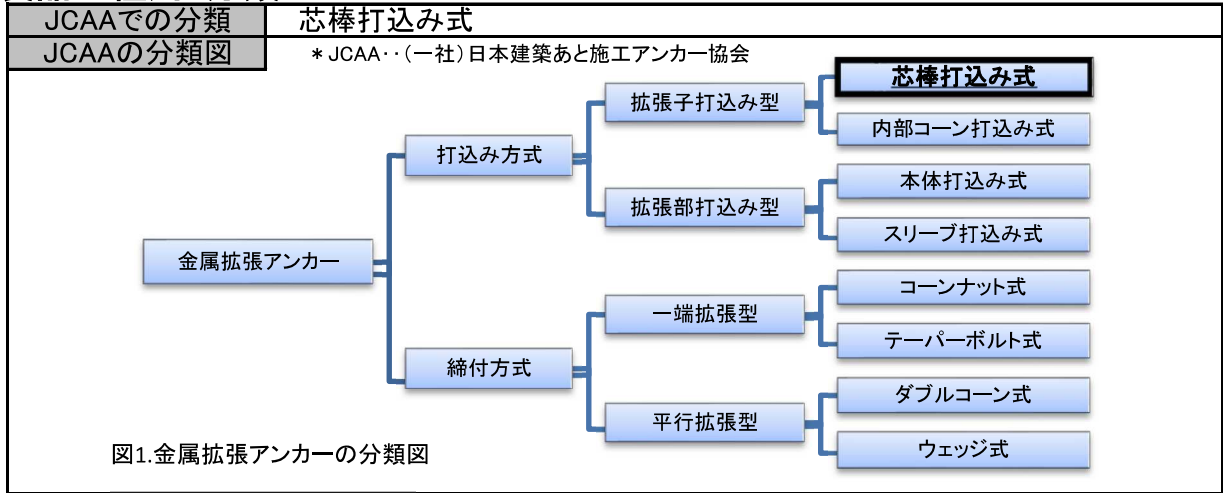 JCAAでの分類 芯棒打込み式
JCAAの分類図 *JCAA‥(一社)日本建築あと施工アンカー協会
芯棒打込み式
拡張子打込み型
内部コーン打込み式
打込み方式
本体打込み式
拡張部打込み型
スリーブ打込み式
金属拡張アンカー
コーンナット式
一端拡張型
テーパーボルト式
締付方式
ダブルコーン式
平行拡張型
ウェッジ式
図1.金属拡張アンカーの分類図